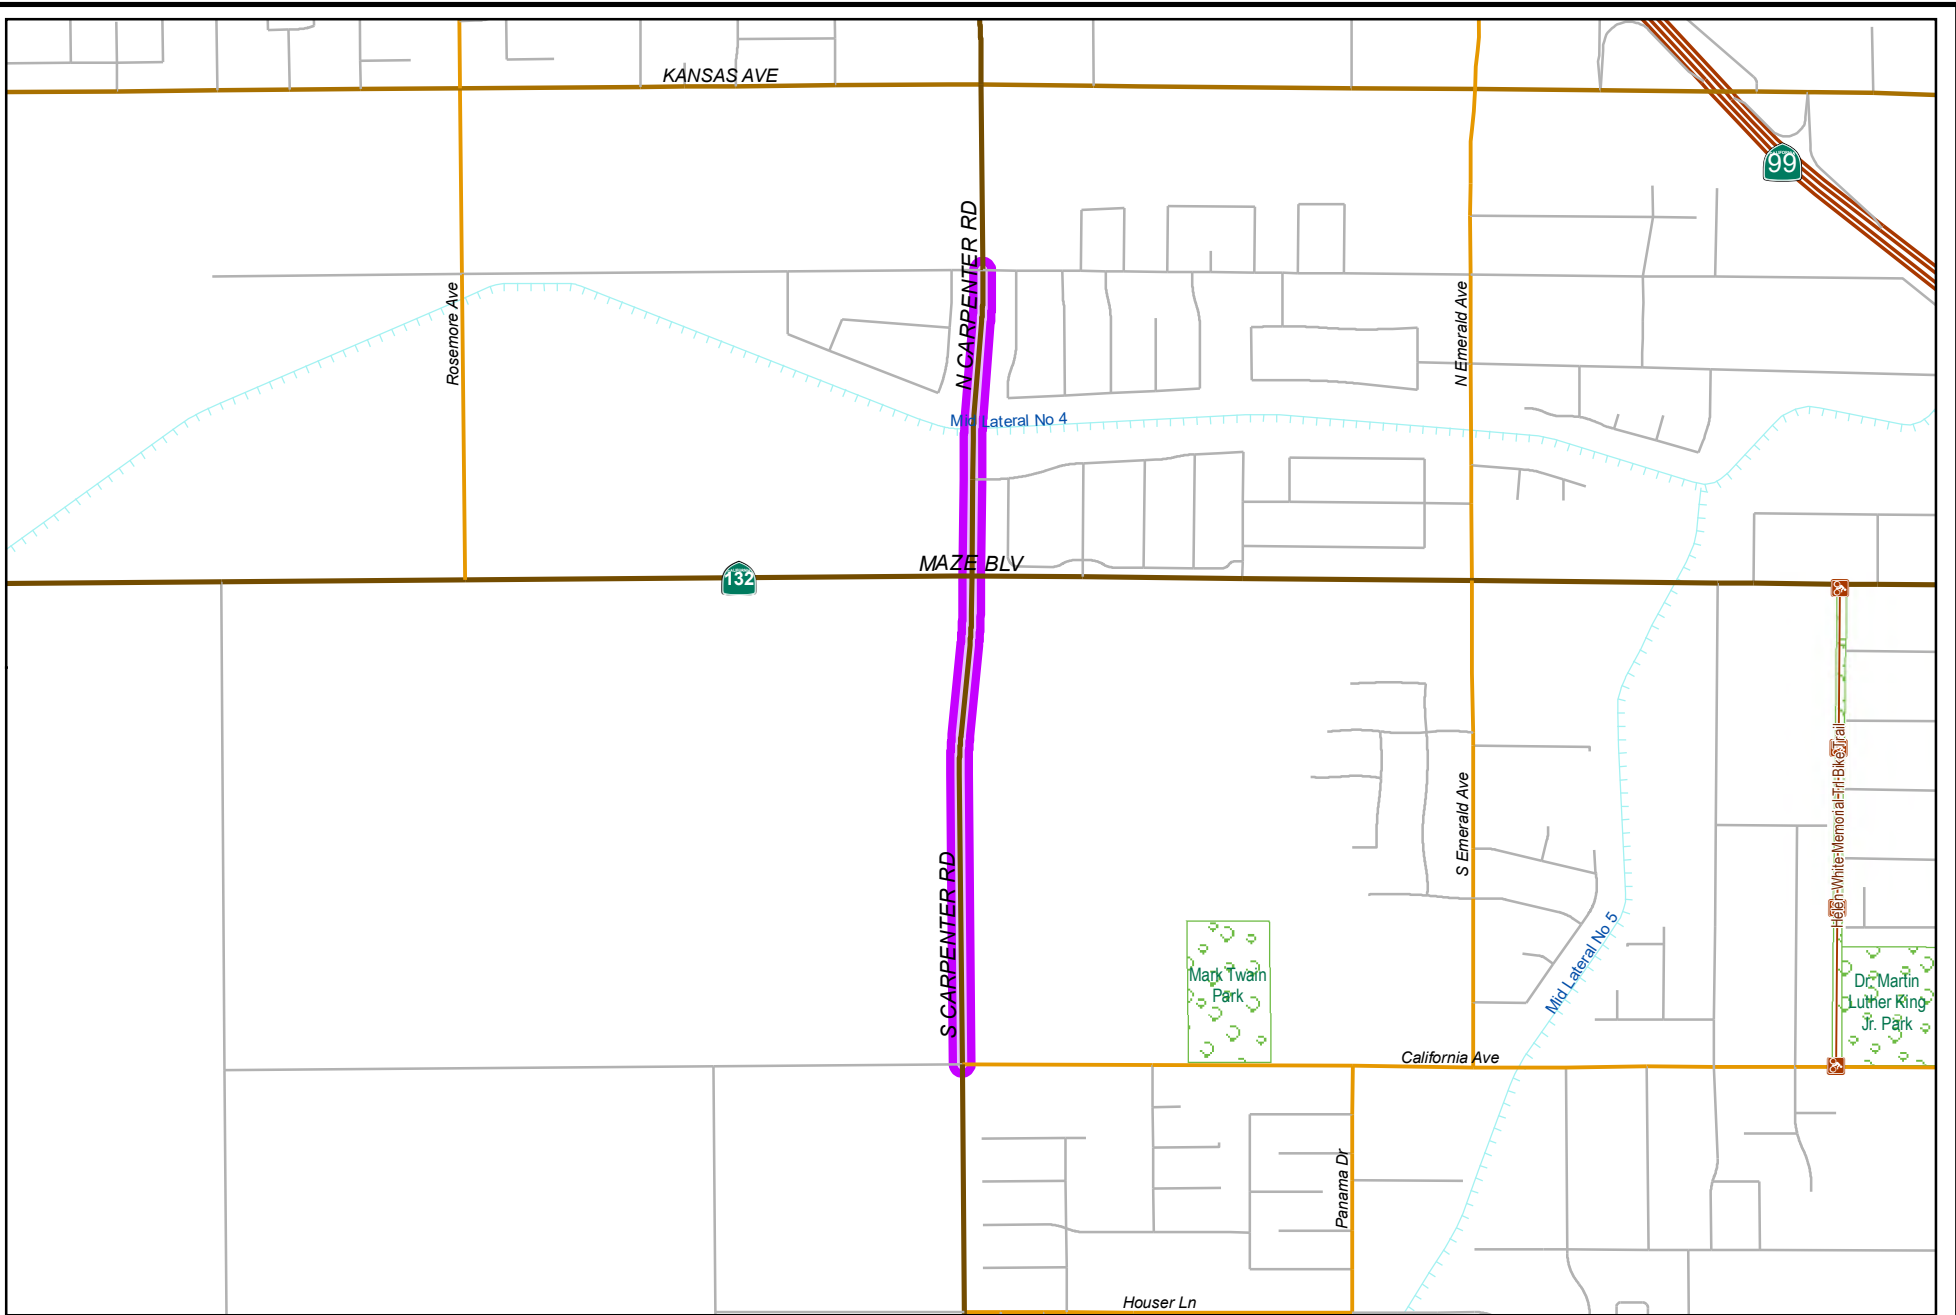 KANSAS AVE
99
N CARPENTER RD
Rosemore Ave
N Emerald Ave
Mid Lateral No 4
MAZE BLV
132
S Emerald Ave
Helen White Memorial Tri Bike Trail
S CARPENTER RD
Mid Lateral No 5
Mark Twain
Park
Dr. Martin
Luther King
Jr. Park
California Ave
Panama Dr
Houser Ln